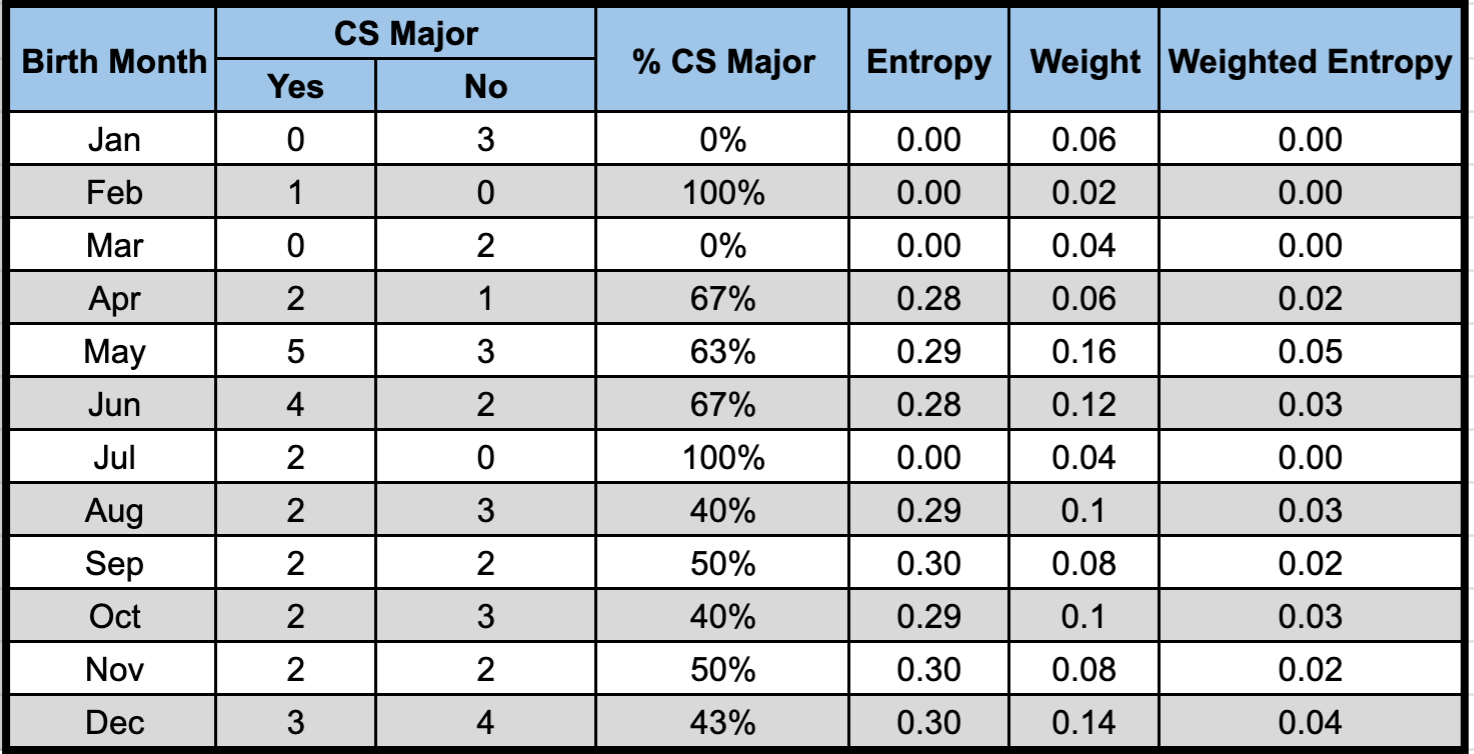 Birth Month CS Major % CS Major Entropy Weight Weighted Entropy
Yes No
Jan 0 3 0% 0.00 0.06 0.00
Feb 1 0 100% 0.00 0.02 0.00
Mar 0 2 0% 0.00 0.04 0.00
Apr 2 1 67% 0.28 0.06 0.02
May 5 3 63% 0.29 0.16 0.05
Jun 4 2 67% 0.28 0.12 0.03
Jul 2 0 100% 0.00 0.04 0.00
Aug 2 3 40% 0.29 0.1 0.03
Sep 2 2 50% 0.30 0.08 0.02
Oct 2 3 40% 0.29 0.1 0.03
Nov 2 2 50% 0.30 0.08 0.02
Dec 3 4 43% 0.30 0.14 0.04